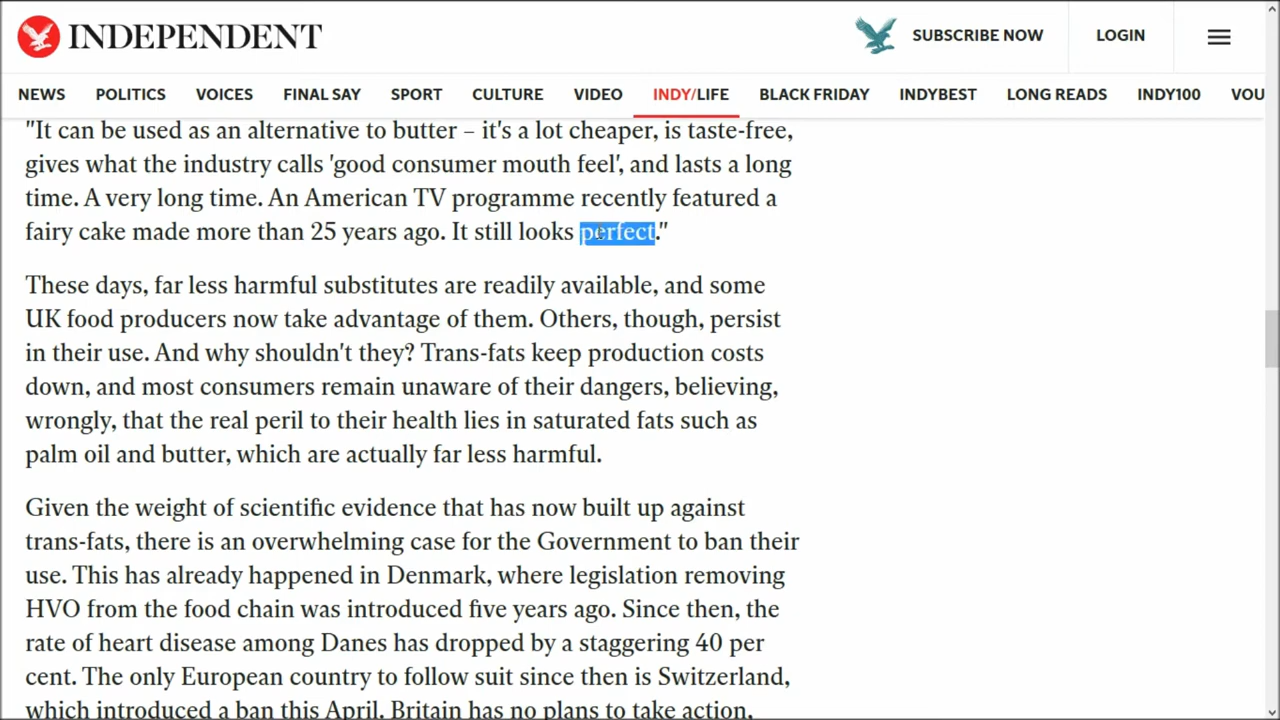 INDEPENDENT
SUBSCRIBE NOW
LOGIN
NEWS POLITICS VOICES FINAL SAY SPORT CULTURE VIDEO INDY/LIFE BLACK FRIDAY INDYBEST LONG READS INDY100 VOU
"It can be used as an alternative to butter – it's a lot cheaper, is taste-free,
gives what the industry calls 'good consumer mouth feel', and lasts a long
time. A very long time. An American TV programme recently featured a
fairy cake made more than 25 years ago. It still looks perfect."
These days, far less harmful substitutes are readily available, and some
UK food producers now take advantage of them. Others, though, persist
in their use. And why shouldn't they? Trans-fats keep production costs
down, and most consumers remain unaware of their dangers, believing,
wrongly, that the real peril to their health lies in saturated fats such as
palm oil and butter, which are actually far less harmful.
Given the weight of scientific evidence that has now built up against
trans-fats, there is an overwhelming case for the Government to ban their
use. This has already happened in Denmark, where legislation removing
HVO from the food chain was introduced five years ago. Since then, the
rate of heart disease among Danes has dropped by a staggering 40 per
cent. The only European country to follow suit since then is Switzerland,
which introduced a ban this April. Britain has no plans to take action,